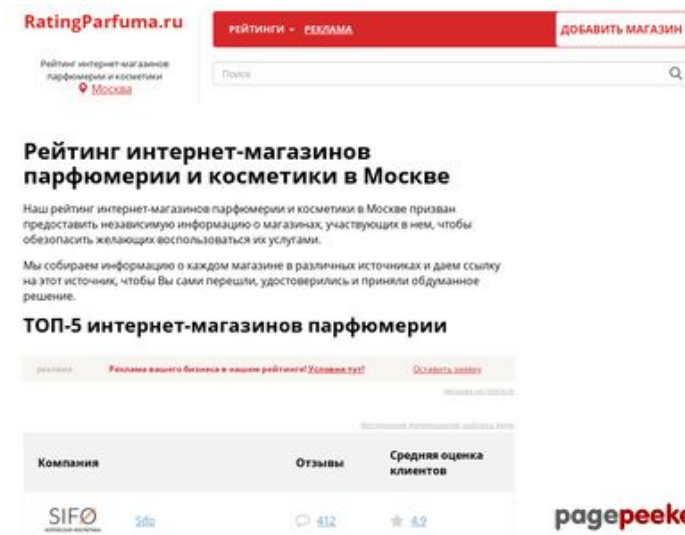 RatingParfuma.ru
РЕЙТИНГИ РЕКЛАМА
ДОБАВИТЬ МАГАЗИН
Рейтинг интернет-магазинов
парфюмерии и косметики
Москва
Поиск
Рейтинг интернет-магазинов
парфюмерии и косметики в Москве
Наш рейтинг интернет-магазинов парфюмерии и косметики в Москве призван
предоставить независимую информацию о магазинах, участвующих в нем, чтобы
обезопасить желающих воспользоваться их услугами.
Мы собираем информацию о каждом магазине в различных источниках и даем ссылку
на этот источник, чтобы Вы сами перешли, удостоверились и приняли обдуманное
решение.
ТОП-5 интернет-магазинов парфюмерии
реклама Реклама вашего бизнеса в нашем рейтинге! Условия тут! Оставить заявку
Компания Отзывы Средняя оценка
клиентов
SIFO
Sifo 412 4.9
pagepeeke